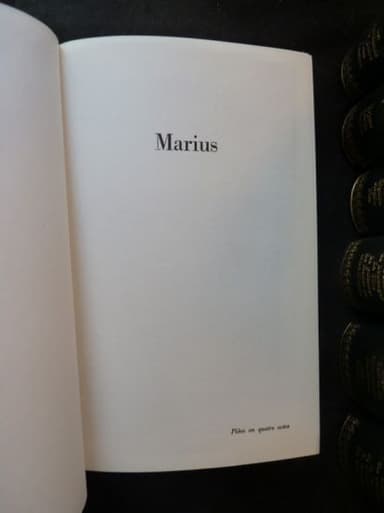 Marius
Pièce en quatre actes